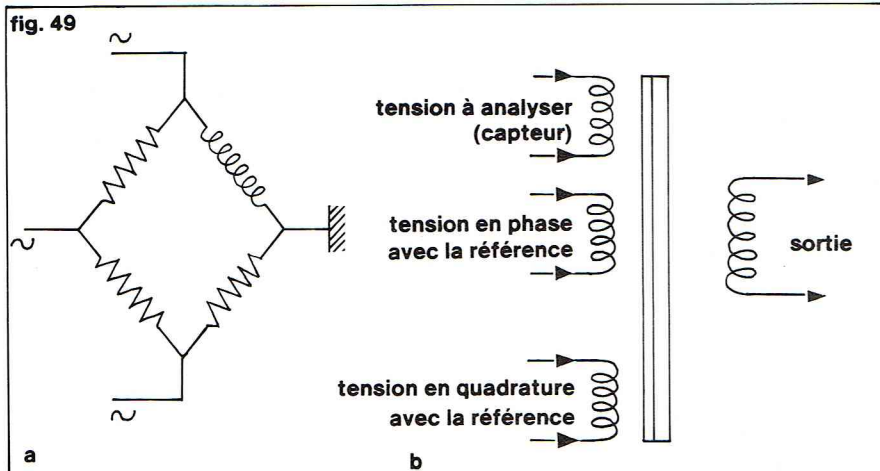 fig. 49
tension à analyser
(capteur)
tension en phase
avec la référence
sortie
tension en quadrature
avec la référence
a
b